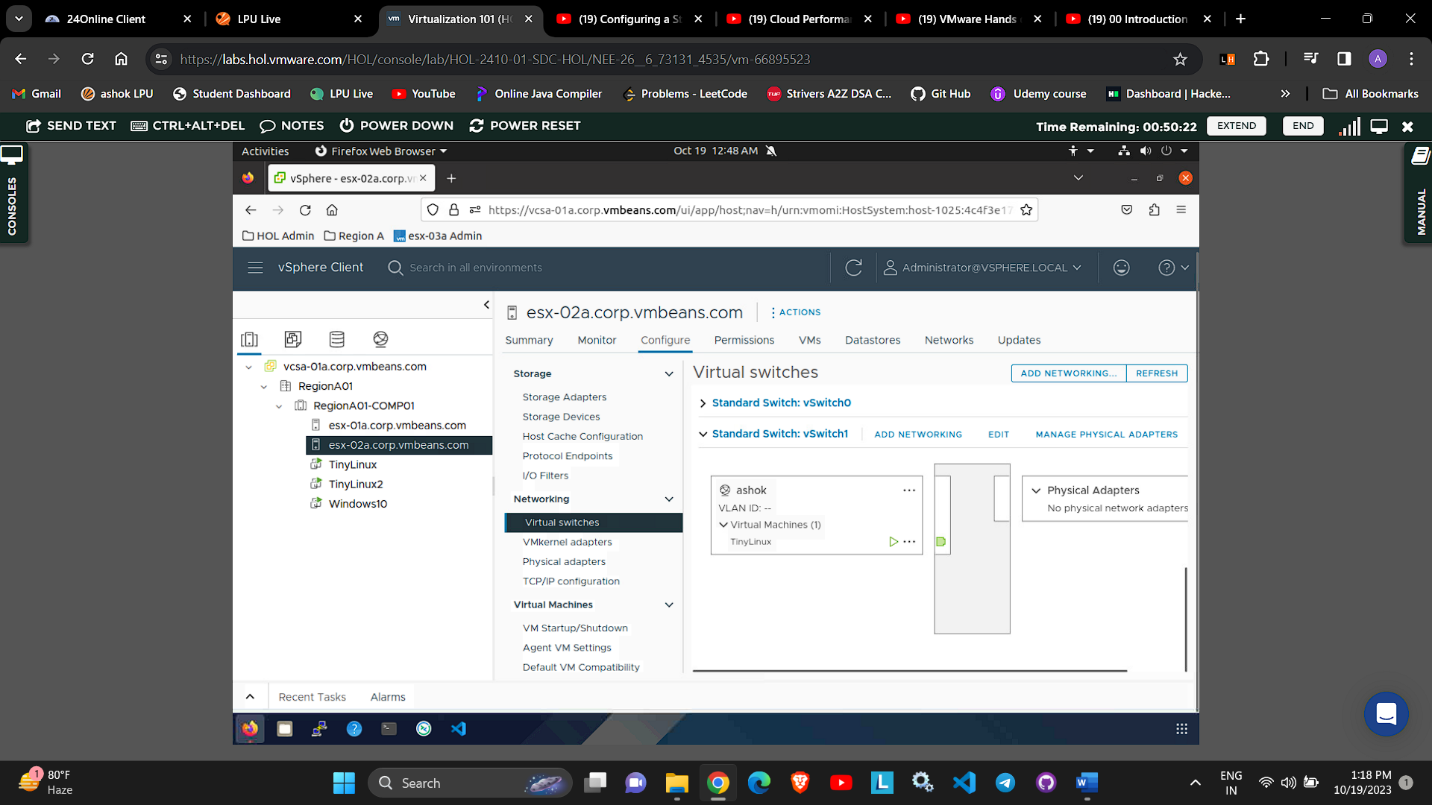 24Online Client
LPU Live
Virtualization 101 (HO
(19) Configuring a St
(19) Cloud Performa
(19) VMware Hands o
(19) 00 Introduction
https://labs.hol.vmware.com/HOL/console/lab/HOL-2410-01-SDC-HOL/NEE-26__6_73131_4535/vm-66895523
A
Gmail
ashok LPU
Student Dashboard
LPU Live
YouTube
Online Java Compiler
Problems - LeetCode
Strivers A2Z DSA C...
Git Hub
Udemy course
Dashboard | Hacke...
All Bookmarks
SEND TEXT
CTRL+ALT+DEL
NOTES
POWER DOWN
POWER RESET
Time Remaining: 00:50:22
EXTEND
END
CONSOLES
MANUAL
Activities
Firefox Web Browser
Oct 19 12:48 AM
vSphere - esx-02a.corp.vr
https://vcsa-01a.corp.vmbeans.com/ui/app/host;nav=h/urn:vmomi:HostSystem:host-1025:4c4f3e17
HOL Admin
Region A
esx-03a Admin
vSphere Client
Search in all environments
Administrator@VSPHERE.LOCAL
vcsa-01a.corp.vmbeans.com
RegionA01
RegionA01-COMP01
esx-01a.corp.vmbeans.com
esx-02a.corp.vmbeans.com
TinyLinux
TinyLinux2
Windows10
esx-02a.corp.vmbeans.com
ACTIONS
Summary
Monitor
Configure
Permissions
VMs
Datastores
Networks
Updates
Storage
Storage Adapters
Storage Devices
Host Cache Configuration
Protocol Endpoints
I/O Filters
Networking
Virtual switches
VMkernel adapters
Physical adapters
TCP/IP configuration
Virtual Machines
VM Startup/Shutdown
Agent VM Settings
Default VM Compatibility
Virtual switches
ADD NETWORKING...
REFRESH
Standard Switch: vSwitch0
Standard Switch: vSwitch1
ADD NETWORKING
EDIT
MANAGE PHYSICAL ADAPTERS
ashok
VLAN ID: --
Virtual Machines (1)
TinyLinux
Physical Adapters
No physical network adapters
Recent Tasks
Alarms
1
80°F
Haze
Search
ENG
IN
1:18 PM
10/19/2023
1